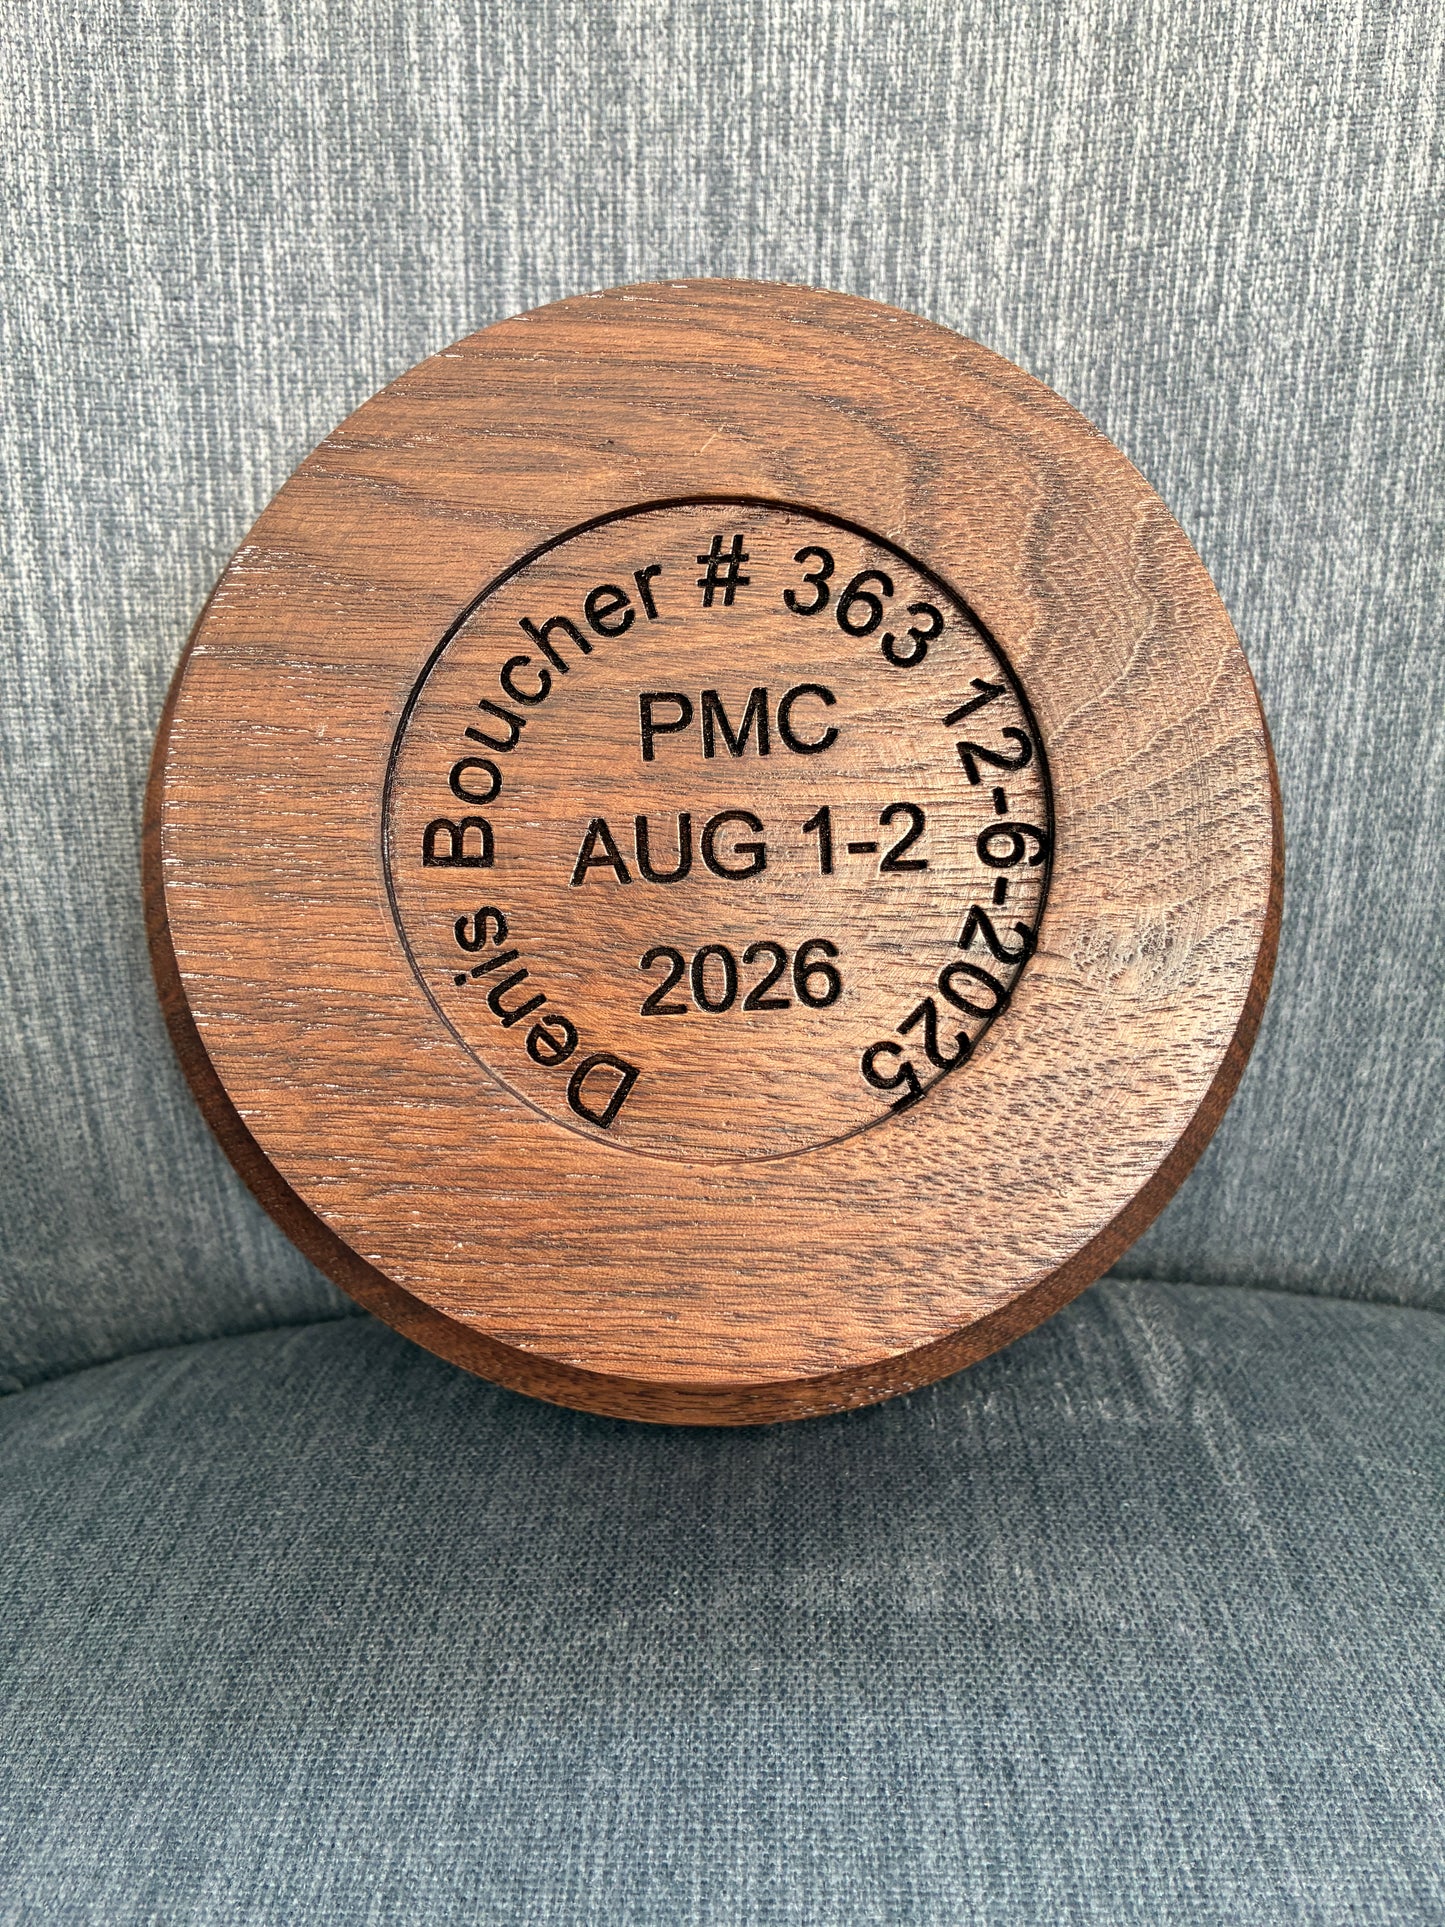 Denis Boucher # 363 12-6-2025
PMC
AUG 1-2
2026